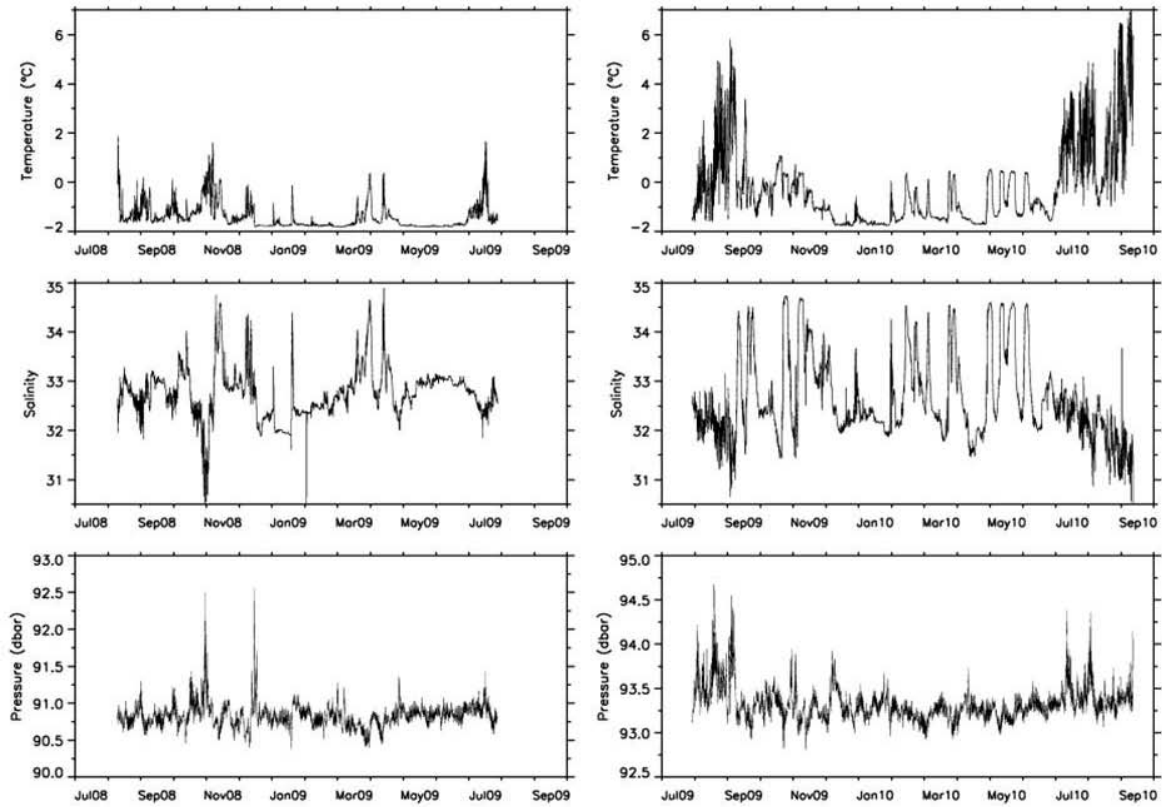 6
4
2
0
-2
Temperature (°C)
Jul08 Sep08 Nov08 Jan09 Mar09 May09 Jul09 Sep09
6
4
2
0
-2
Temperature (°C)
Jul09 Sep09 Nov09 Jan10 Mar10 May10 Jul10 Sep10
35
34
33
32
31
Salinity
Jul08 Sep08 Nov08 Jan09 Mar09 May09 Jul09 Sep09
35
34
33
32
31
Salinity
Jul09 Sep09 Nov09 Jan10 Mar10 May10 Jul10 Sep10
93.0
92.5
92.0
91.5
91.0
90.5
90.0
Pressure (dbar)
Jul08 Sep08 Nov08 Jan09 Mar09 May09 Jul09 Sep09
95.0
94.5
94.0
93.5
93.0
92.5
Pressure (dbar)
Jul09 Sep09 Nov09 Jan10 Mar10 May10 Jul10 Sep10